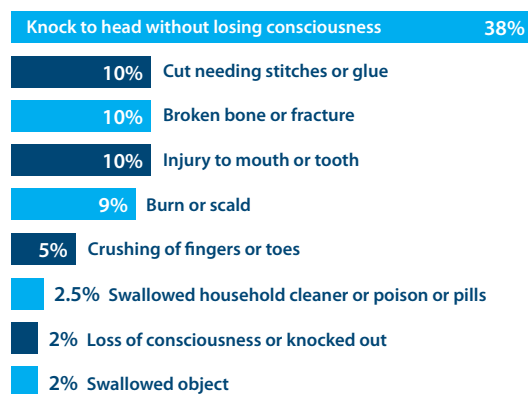 Knock to head without losing consciousness 38%
10% Cut needing stitches or glue
10% Broken bone or fracture
10% Injury to mouth or tooth
9% Burn or scald
5% Crushing of fingers or toes
2.5% Swallowed household cleaner or poison or pills
2% Loss of consciousness or knocked out
2% Swallowed object